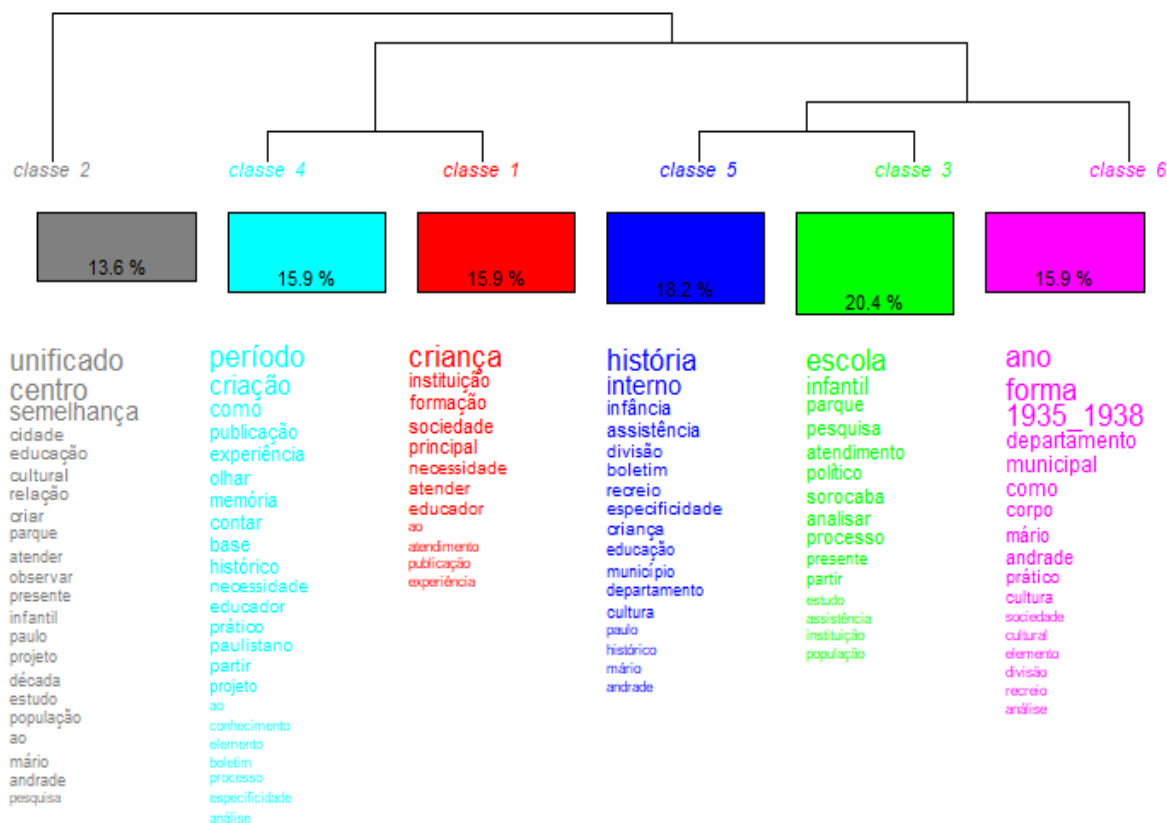 classe 2
classe 4
classe 1
classe 5
classe 3
classe 6
13.6 %
15.9 %
15.9 %
18.2 %
20.4 %
15.9 %
unificado
centro
semelhança
cidade
educação
cultural
relação
criar
parque
atender
observar
presente
infantil
paulo
projeto
década
estudo
população
ao
mário
andrade
pesquisa
período
criação
como
publicação
experiência
olhar
memória
contar
base
histórico
necessidade
educador
prático
paulistano
partir
projeto
ao
conhecimento
elemento
boletim
processo
especificidade
análise
criança
instituição
formação
sociedade
principal
necessidade
atender
educador
ao
atendimento
publicação
experiência
história
interno
infância
assistência
divisão
boletim
recreio
especificidade
criança
educação
município
departamento
cultura
paulo
histórico
mário
andrade
escola
infantil
parque
pesquisa
atendimento
político
sorocaba
analisar
processo
presente
partir
estudo
assistência
instituição
população
ano
forma
1935_1938
departamento
municipal
como
corpo
mário
andrade
prático
cultura
sociedade
cultural
elemento
divisão
recreio
análise